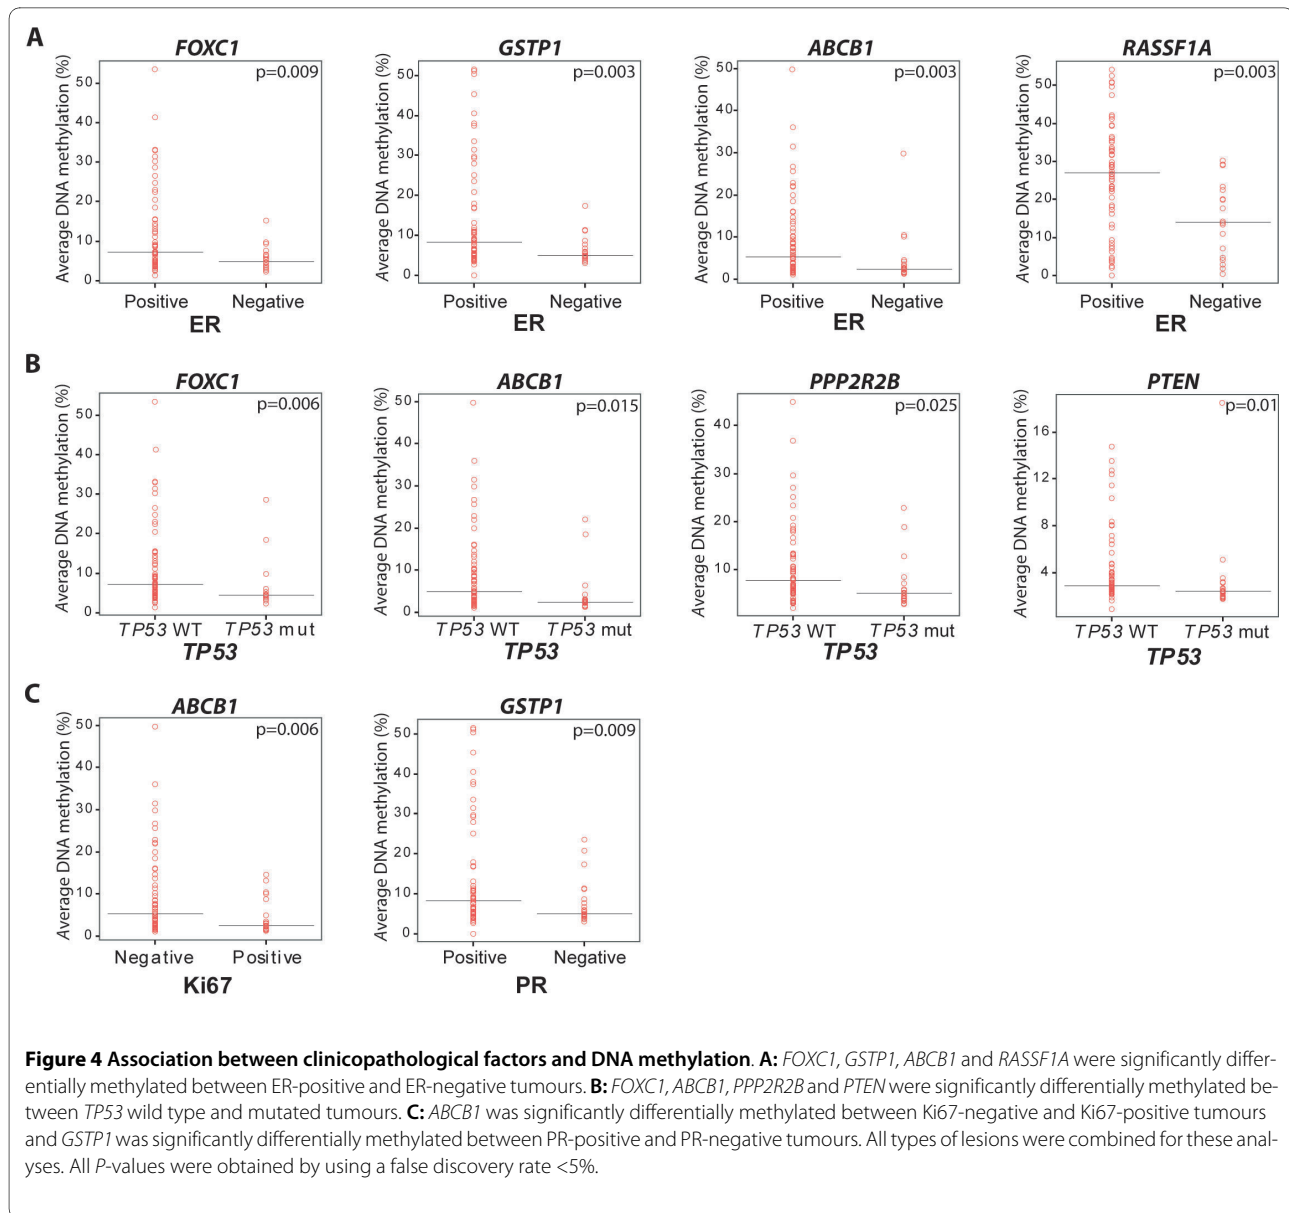 A
FOXC1
GSTP1
ABCB1
RASSF1A
p=0.009
p=0.003
p=0.003
p=0.003
Average DNA methylation (%)
50
40
30
20
10
0
Positive
Negative
ER
Average DNA methylation (%)
50
40
30
20
10
0
Positive
Negative
ER
Average DNA methylation (%)
50
40
30
20
10
0
Positive
Negative
ER
Average DNA methylation (%)
50
40
30
20
10
0
Positive
Negative
ER
B
FOXC1
ABCB1
PPP2R2B
PTEN
p=0.006
p=0.015
p=0.025
p=0.01
Average DNA methylation (%)
50
40
30
20
10
0
TP53 WT
TP53 mut
TP53
Average DNA methylation (%)
50
40
30
20
10
0
TP53 WT
TP53 mut
TP53
Average DNA methylation (%)
40
30
20
10
TP53 WT
TP53 mut
TP53
Average DNA methylation (%)
16
12
8
4
TP53 WT
TP53 mut
TP53
C
ABCB1
GSTP1
p=0.006
p=0.009
Average DNA methylation (%)
50
40
30
20
10
0
Negative
Positive
Ki67
Average DNA methylation (%)
50
40
30
20
10
0
Positive
Negative
PR
Figure 4 Association between clinicopathological factors and DNA methylation. A: FOXC1, GSTP1, ABCB1 and RASSF1A were significantly differ-
entially methylated between ER-positive and ER-negative tumours. B: FOXC1, ABCB1, PPP2R2B and PTEN were significantly differentially methylated be-
tween TP53 wild type and mutated tumours. C: ABCB1 was significantly differentially methylated between Ki67-negative and Ki67-positive tumours
and GSTP1 was significantly differentially methylated between PR-positive and PR-negative tumours. All types of lesions were combined for these anal-
yses. All P-values were obtained by using a false discovery rate <5%.